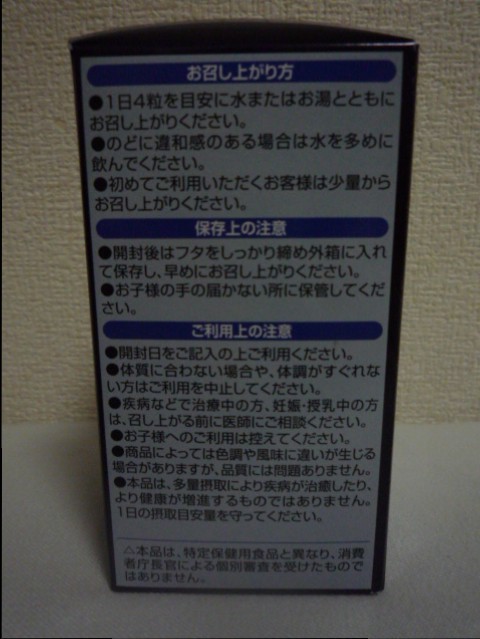 お召し上がり方
●1日4粒を目安に水またはお湯とともに
お召し上がりください。
●のどに違和感のある場合は水を多めに
飲んでください。
●初めてご利用いただくお客様は少量から
お召し上がりください。
保存上の注意
●開封後はフタをしっかり締め外箱に入れ
て保存し、早めにお召し上がりください。
●お子様の手の届かない所に保管してくだ
さい。
ご利用上の注意
●開封日をご記入の上ご利用ください。
●体質に合わない場合や、体調がすぐれな
い方はご利用を中止してください。
●疾病などで治療中の方、妊娠・授乳中の方
は、召し上がる前に医師にご相談ください。
●お子様へのご利用は控えてください。
●商品によっては色調や風味に違いが生じる
場合がありますが、品質には問題ありません。
●本品は、多量摂取により疾病が治癒したり、
より健康が増進するものではありません。
1日の摂取目安量を守ってください。
△本品は、特定保健用食品と異なり、消費
者庁長官による個別審査を受けたもので
はありません。